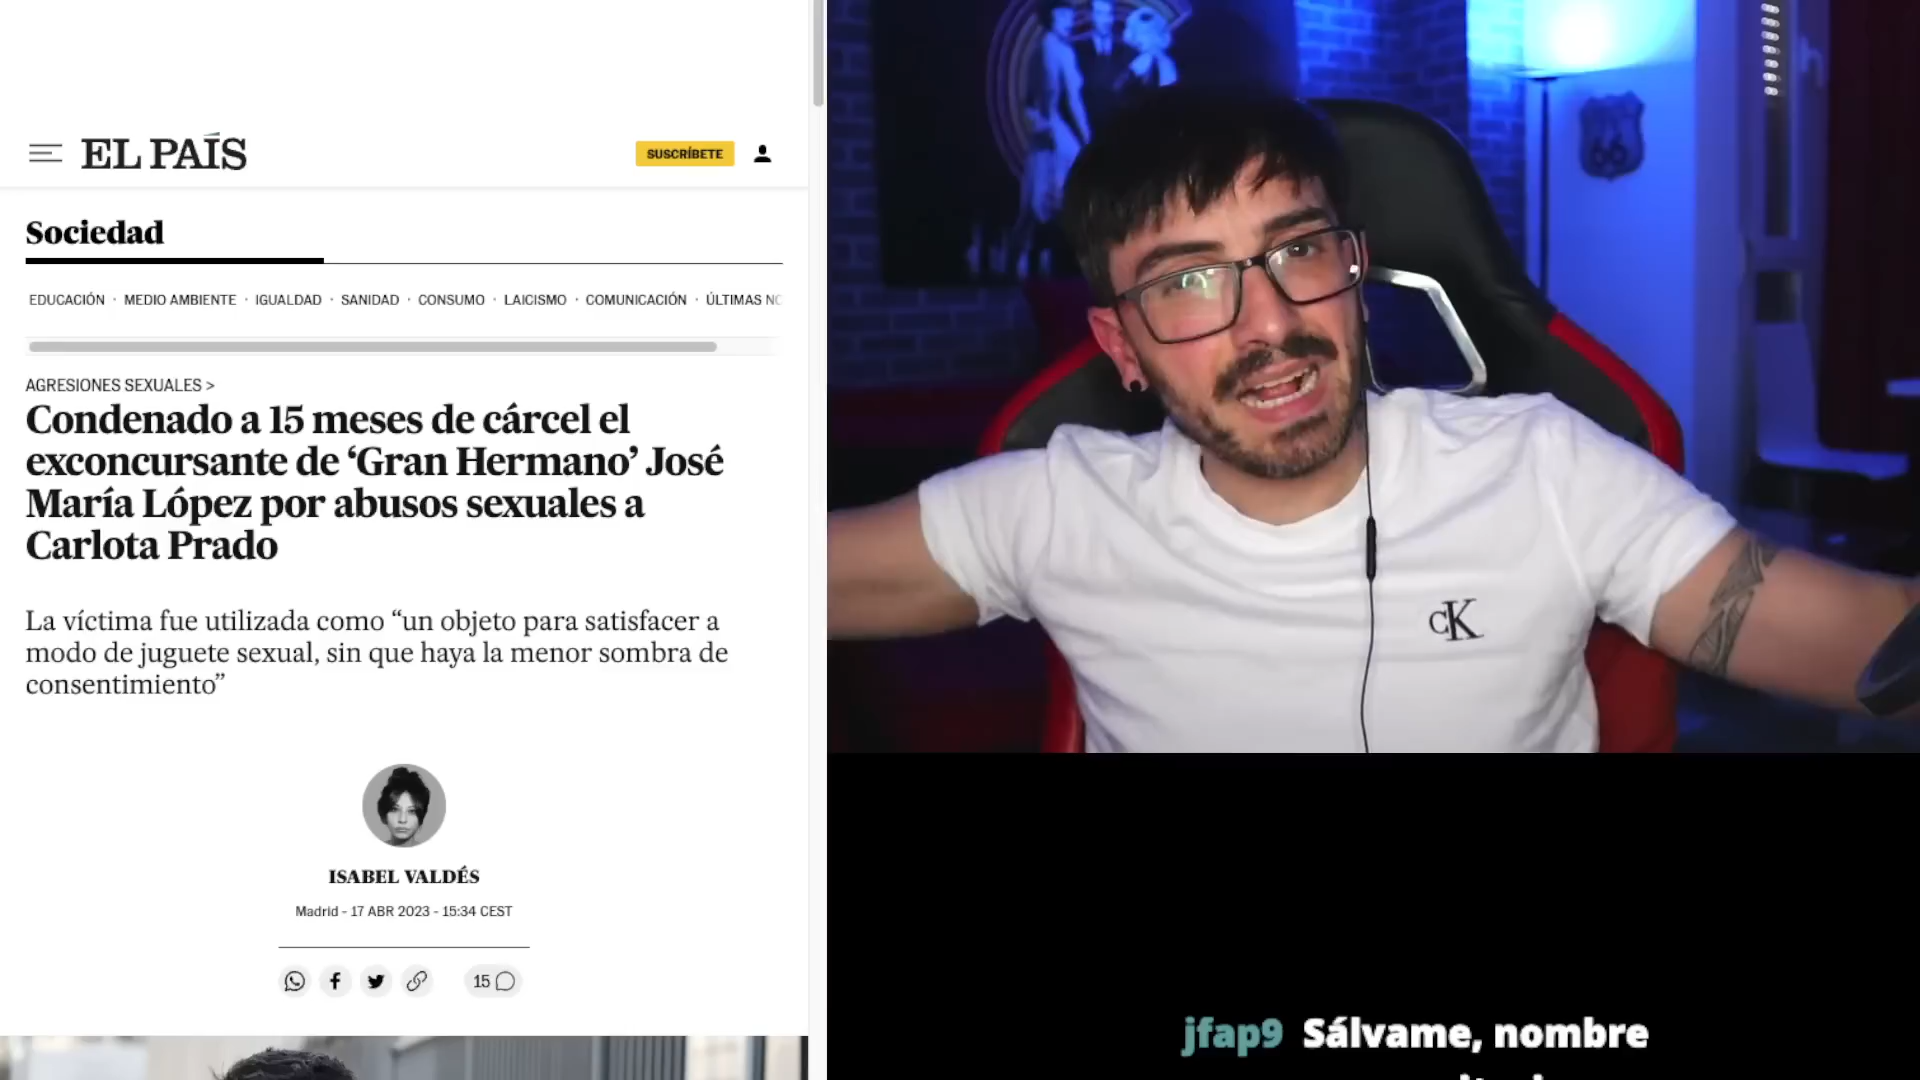 EL PAÍS
SUSCRÍBETE
Sociedad
EDUCACIÓN · MEDIO AMBIENTE · IGUALDAD · SANIDAD · CONSUMO · LAICISMO · COMUNICACIÓN · ÚLTIMAS NO
AGRESIONES SEXUALES >
Condenado a 15 meses de cárcel el
exconcursante de ‘Gran Hermano’ José
María López por abusos sexuales a
Carlota Prado
La víctima fue utilizada como “un objeto para satisfacer a
modo de juguete sexual, sin que haya la menor sombra de
consentimiento”
ISABEL VALDÉS
Madrid - 17 ABR 2023 - 15:34 CEST
15
66
CK
jfap9 Sálvame, nombre